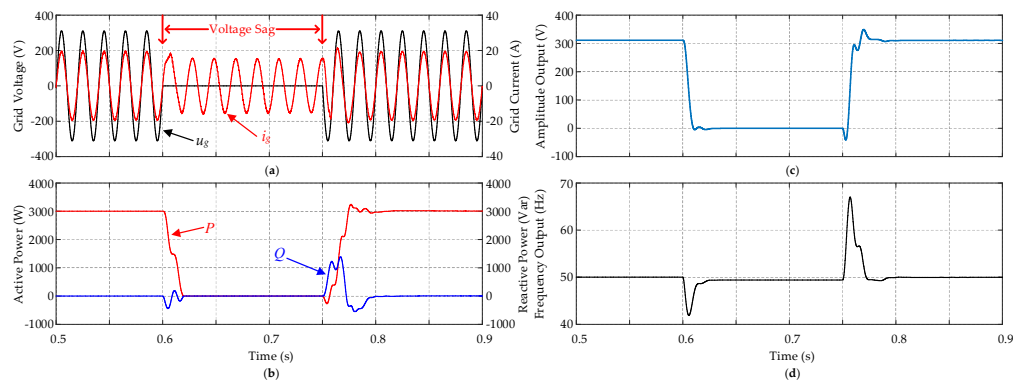 400
200
0
-200
-400
Grid Voltage (V)
40
20
0
-20
-40
Grid Current (A)
Voltage Sag
ug
ig
(a)
4000
3000
2000
1000
0
-1000
Active Power (W)
4000
3000
2000
1000
0
-1000
Reactive Power (Var)
P
Q
0.5
0.6
0.7
0.8
0.9
Time (s)
(b)
400
300
200
100
0
-100
Amplitude Output (V)
(c)
70
60
50
40
Frequency Output (Hz)
0.5
0.6
0.7
0.8
0.9
Time (s)
(d)